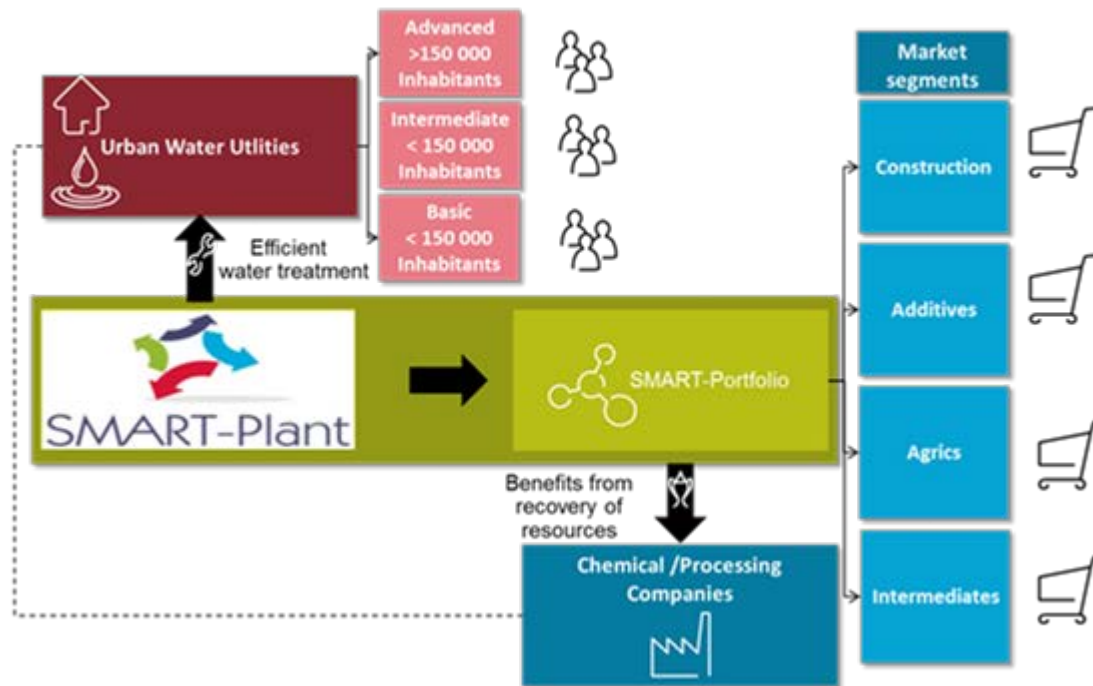 Advanced
>150 000
Inhabitants
Market
segments
Urban Water Utlities
Intermediate
< 150 000
Inhabitants
Construction
Basic
< 150 000
Inhabitants
Efficient
water treatment
Additives
SMART-Plant
SMART-Portfolio
Agrics
Benefits from
recovery of
resources
Chemical /Processing
Companies
Intermediates